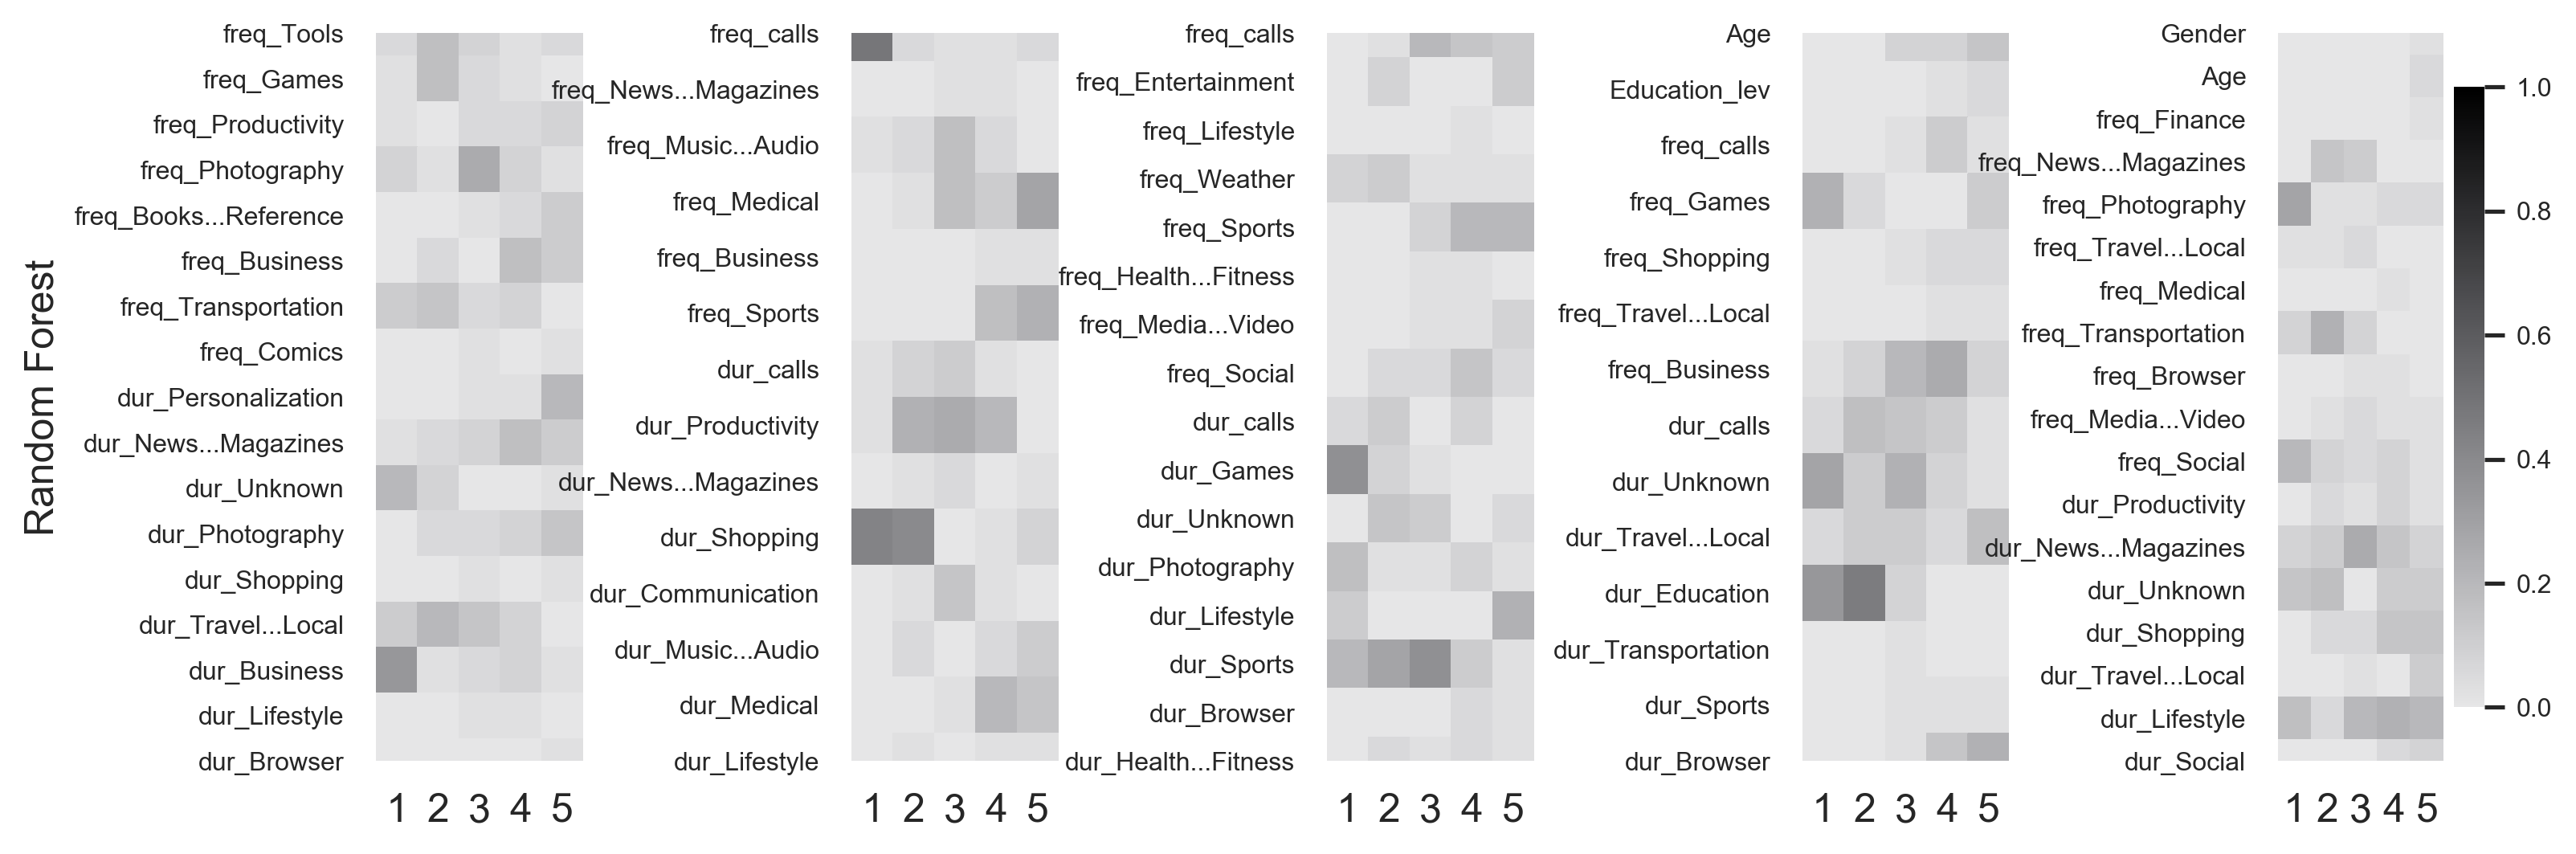 Random Forest
freq_Tools
freq_Games
freq_Productivity
freq_Photography
freq_Books...Reference
freq_Business
freq_Transportation
freq_Comics
dur_Personalization
dur_News...Magazines
dur_Unknown
dur_Photography
dur_Shopping
dur_Travel...Local
dur_Business
dur_Lifestyle
dur_Browser
1 2 3 4 5
freq_calls
freq_News...Magazines
freq_Music...Audio
freq_Medical
freq_Business
freq_Sports
dur_calls
dur_Productivity
dur_News...Magazines
dur_Shopping
dur_Communication
dur_Music...Audio
dur_Medical
dur_Lifestyle
1 2 3 4 5
freq_calls
freq_Entertainment
freq_Lifestyle
freq_Weather
freq_Sports
freq_Health...Fitness
freq_Media...Video
freq_Social
dur_calls
dur_Games
dur_Unknown
dur_Photography
dur_Lifestyle
dur_Sports
dur_Browser
dur_Health...Fitness
1 2 3 4 5
Age
Education_lev
freq_calls
freq_Games
freq_Shopping
freq_Travel...Local
freq_Business
dur_calls
dur_Unknown
dur_Travel...Local
dur_Education
dur_Transportation
dur_Sports
dur_Browser
1 2 3 4 5
Gender
Age
freq_Finance
freq_News...Magazines
freq_Photography
freq_Travel...Local
freq_Medical
freq_Transportation
freq_Browser
freq_Media...Video
freq_Social
dur_Productivity
dur_News...Magazines
dur_Unknown
dur_Shopping
dur_Travel...Local
dur_Lifestyle
dur_Social
1 2 3 4 5
1.0
0.8
0.6
0.4
0.2
0.0